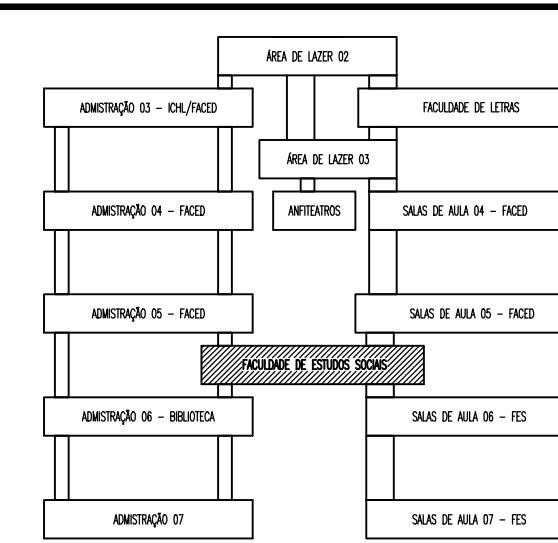 ÁREA DE LAZER 02
ADMISTRAÇÃO 03 - ICHL/FACED
FACULDADE DE LETRAS
ÁREA DE LAZER 03
ADMISTRAÇÃO 04 - FACED
ANFITEATROS
SALAS DE AULA 04 - FACED
ADMISTRAÇÃO 05 - FACED
SALAS DE AULA 05 - FACED
FACULDADE DE ESTUDOS SOCIAIS
ADMISTRAÇÃO 06 - BIBLIOTECA
SALAS DE AULA 06 - FES
ADMISTRAÇÃO 07
SALAS DE AULA 07 - FES